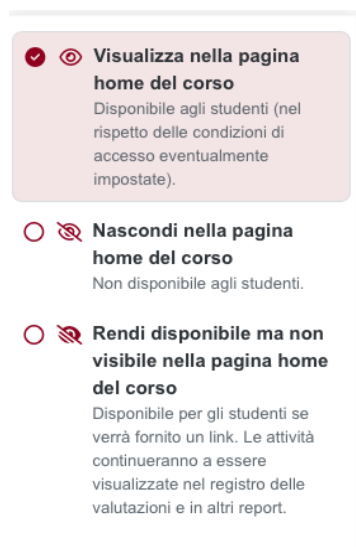 Visualizza nella pagina
home del corso
Disponibile agli studenti (nel
rispetto delle condizioni di
accesso eventualmente
impostate).
Nascondi nella pagina
home del corso
Non disponibile agli studenti.
Rendi disponibile ma non
visibile nella pagina home
del corso
Disponibile per gli studenti se
verrà fornito un link. Le attività
continueranno a essere
visualizzate nel registro delle
valutazioni e in altri report.